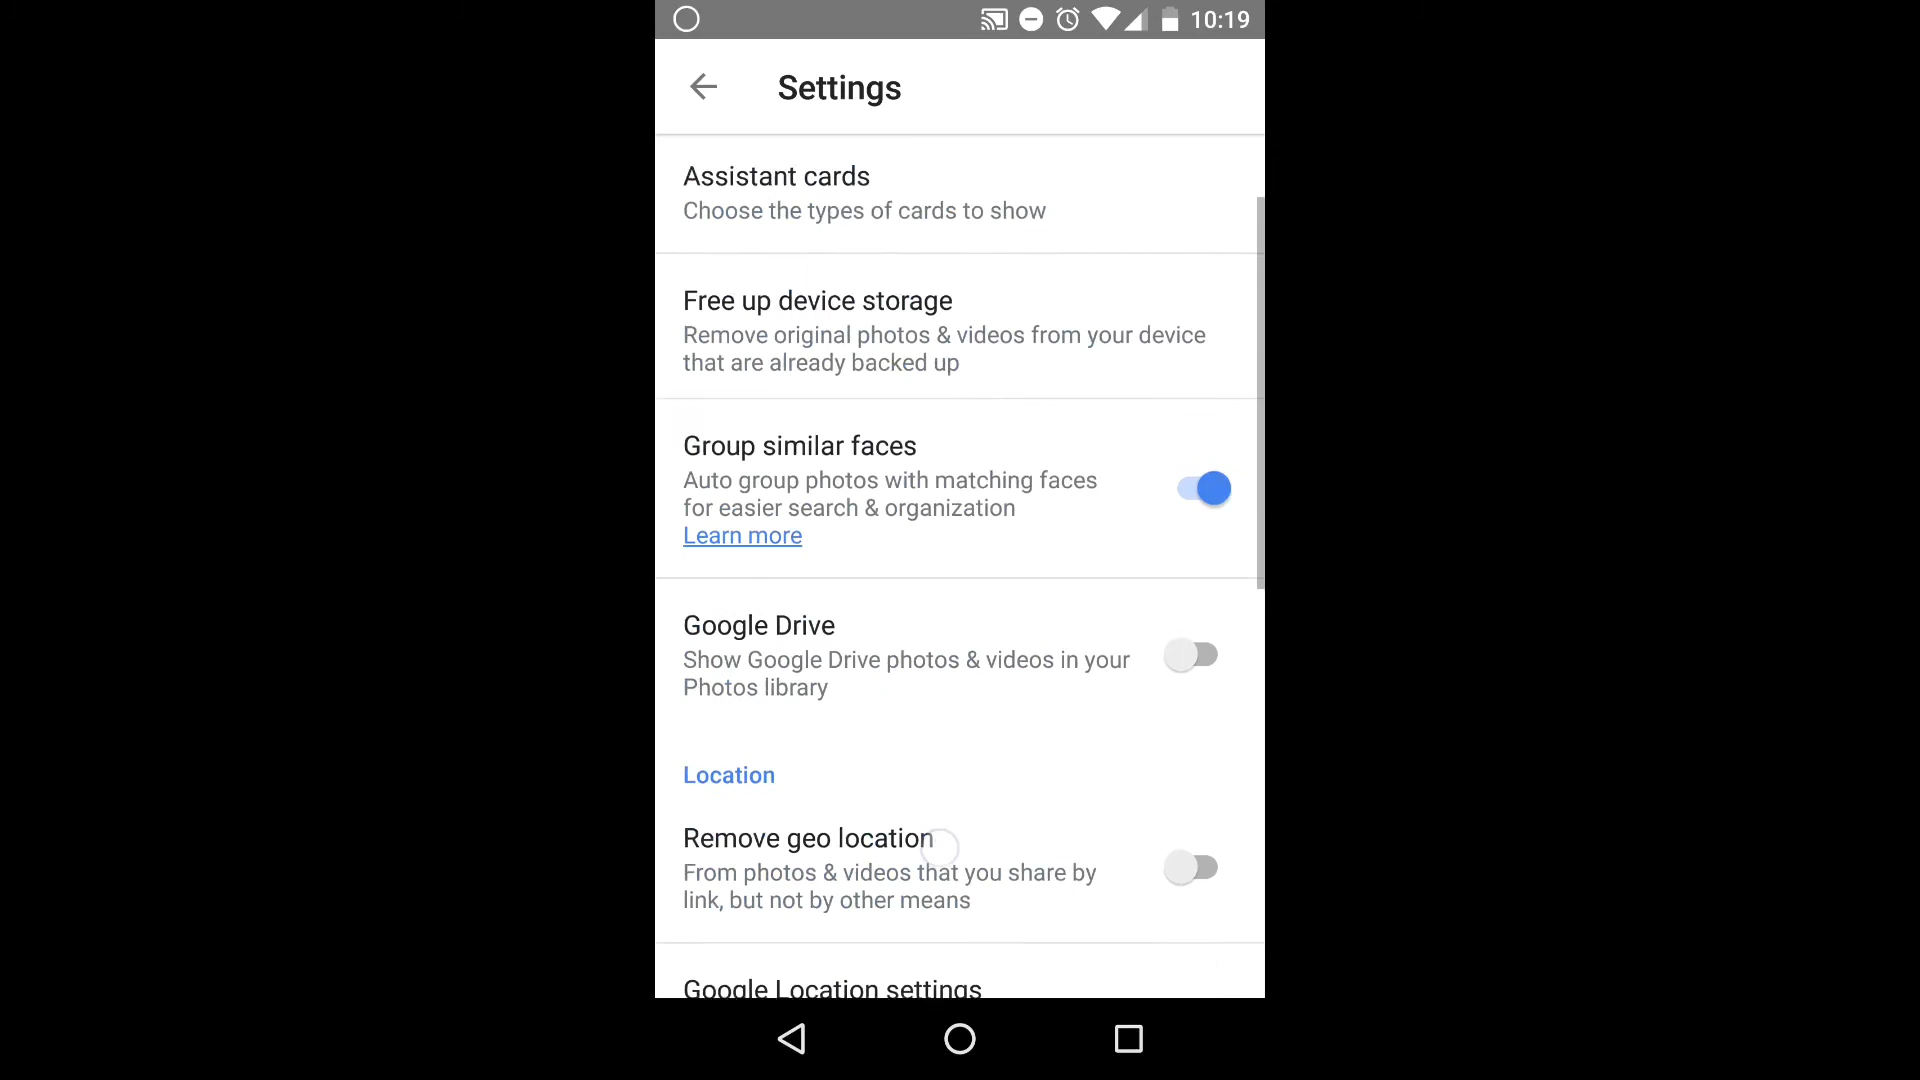 10:19
Settings
Assistant cards
Choose the types of cards to show
Free up device storage
Remove original photos & videos from your device
that are already backed up
Group similar faces
Auto group photos with matching faces
for easier search & organization
Learn more
Google Drive
Show Google Drive photos & videos in your
Photos library
Location
Remove geo location
From photos & videos that you share by
link, but not by other means
Google Location settings